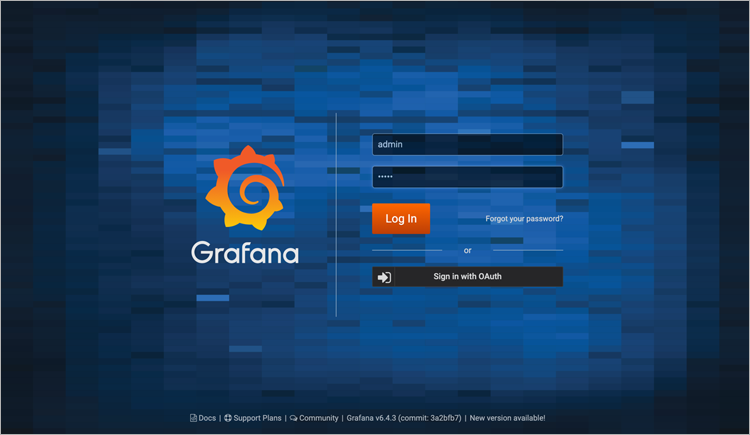 admin
•••••
Grafana
Log In
Forgot your password?
or
Sign in with OAuth
Docs | Support Plans | Community | Grafana v6.4.3 (commit: 3a2bfb7) | New version available!